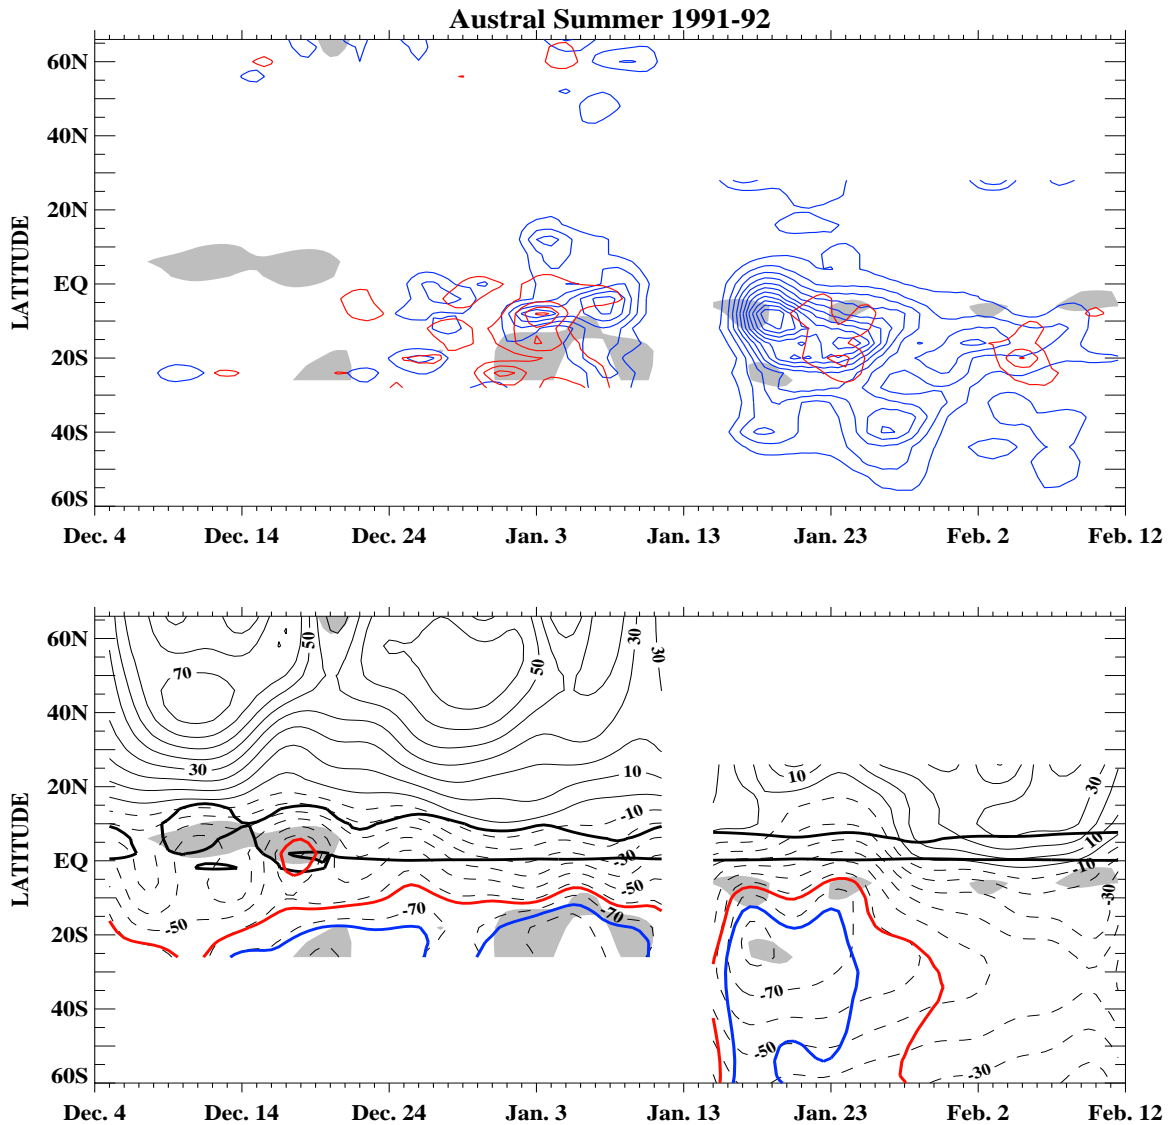 Austral Summer 1991-92
LATITUDE
60N
40N
20N
EQ
20S
40S
60S
Dec. 4 Dec. 14 Dec. 24 Jan. 3 Jan. 13 Jan. 23 Feb. 2 Feb. 12
LATITUDE
60N
40N
20N
EQ
20S
40S
60S
50 50 30 30
70
30 10 10 30
-10 10
-30 -10
-50 -30
-50 -70 -70
-70
-50
-30
Dec. 4 Dec. 14 Dec. 24 Jan. 3 Jan. 13 Jan. 23 Feb. 2 Feb. 12